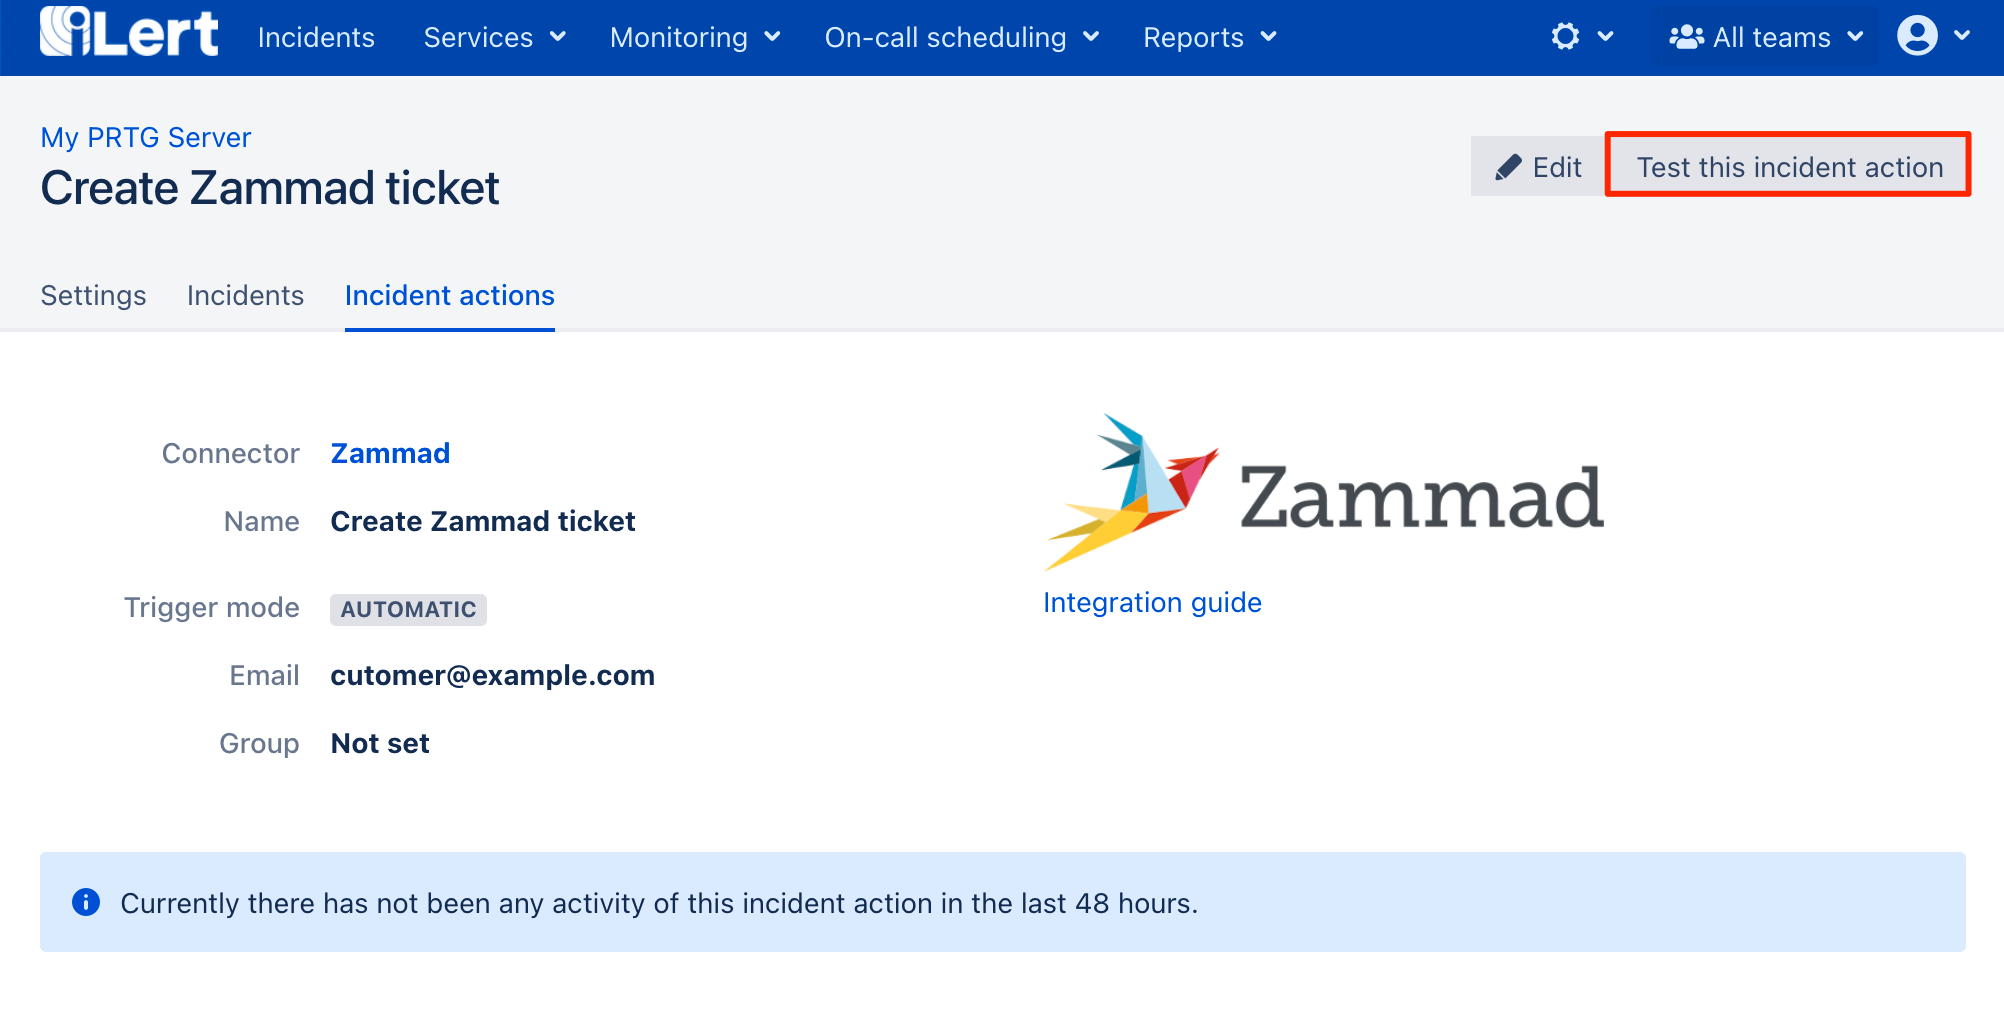 iLert Incidents Services Monitoring On-call scheduling Reports All teams
My PRTG Server
Create Zammad ticket
Edit Test this incident action
Settings Incidents Incident actions
Connector Zammad
Name Create Zammad ticket
Trigger mode AUTOMATIC
Email cutomer@example.com
Group Not set
Zammad
Integration guide
Currently there has not been any activity of this incident action in the last 48 hours.